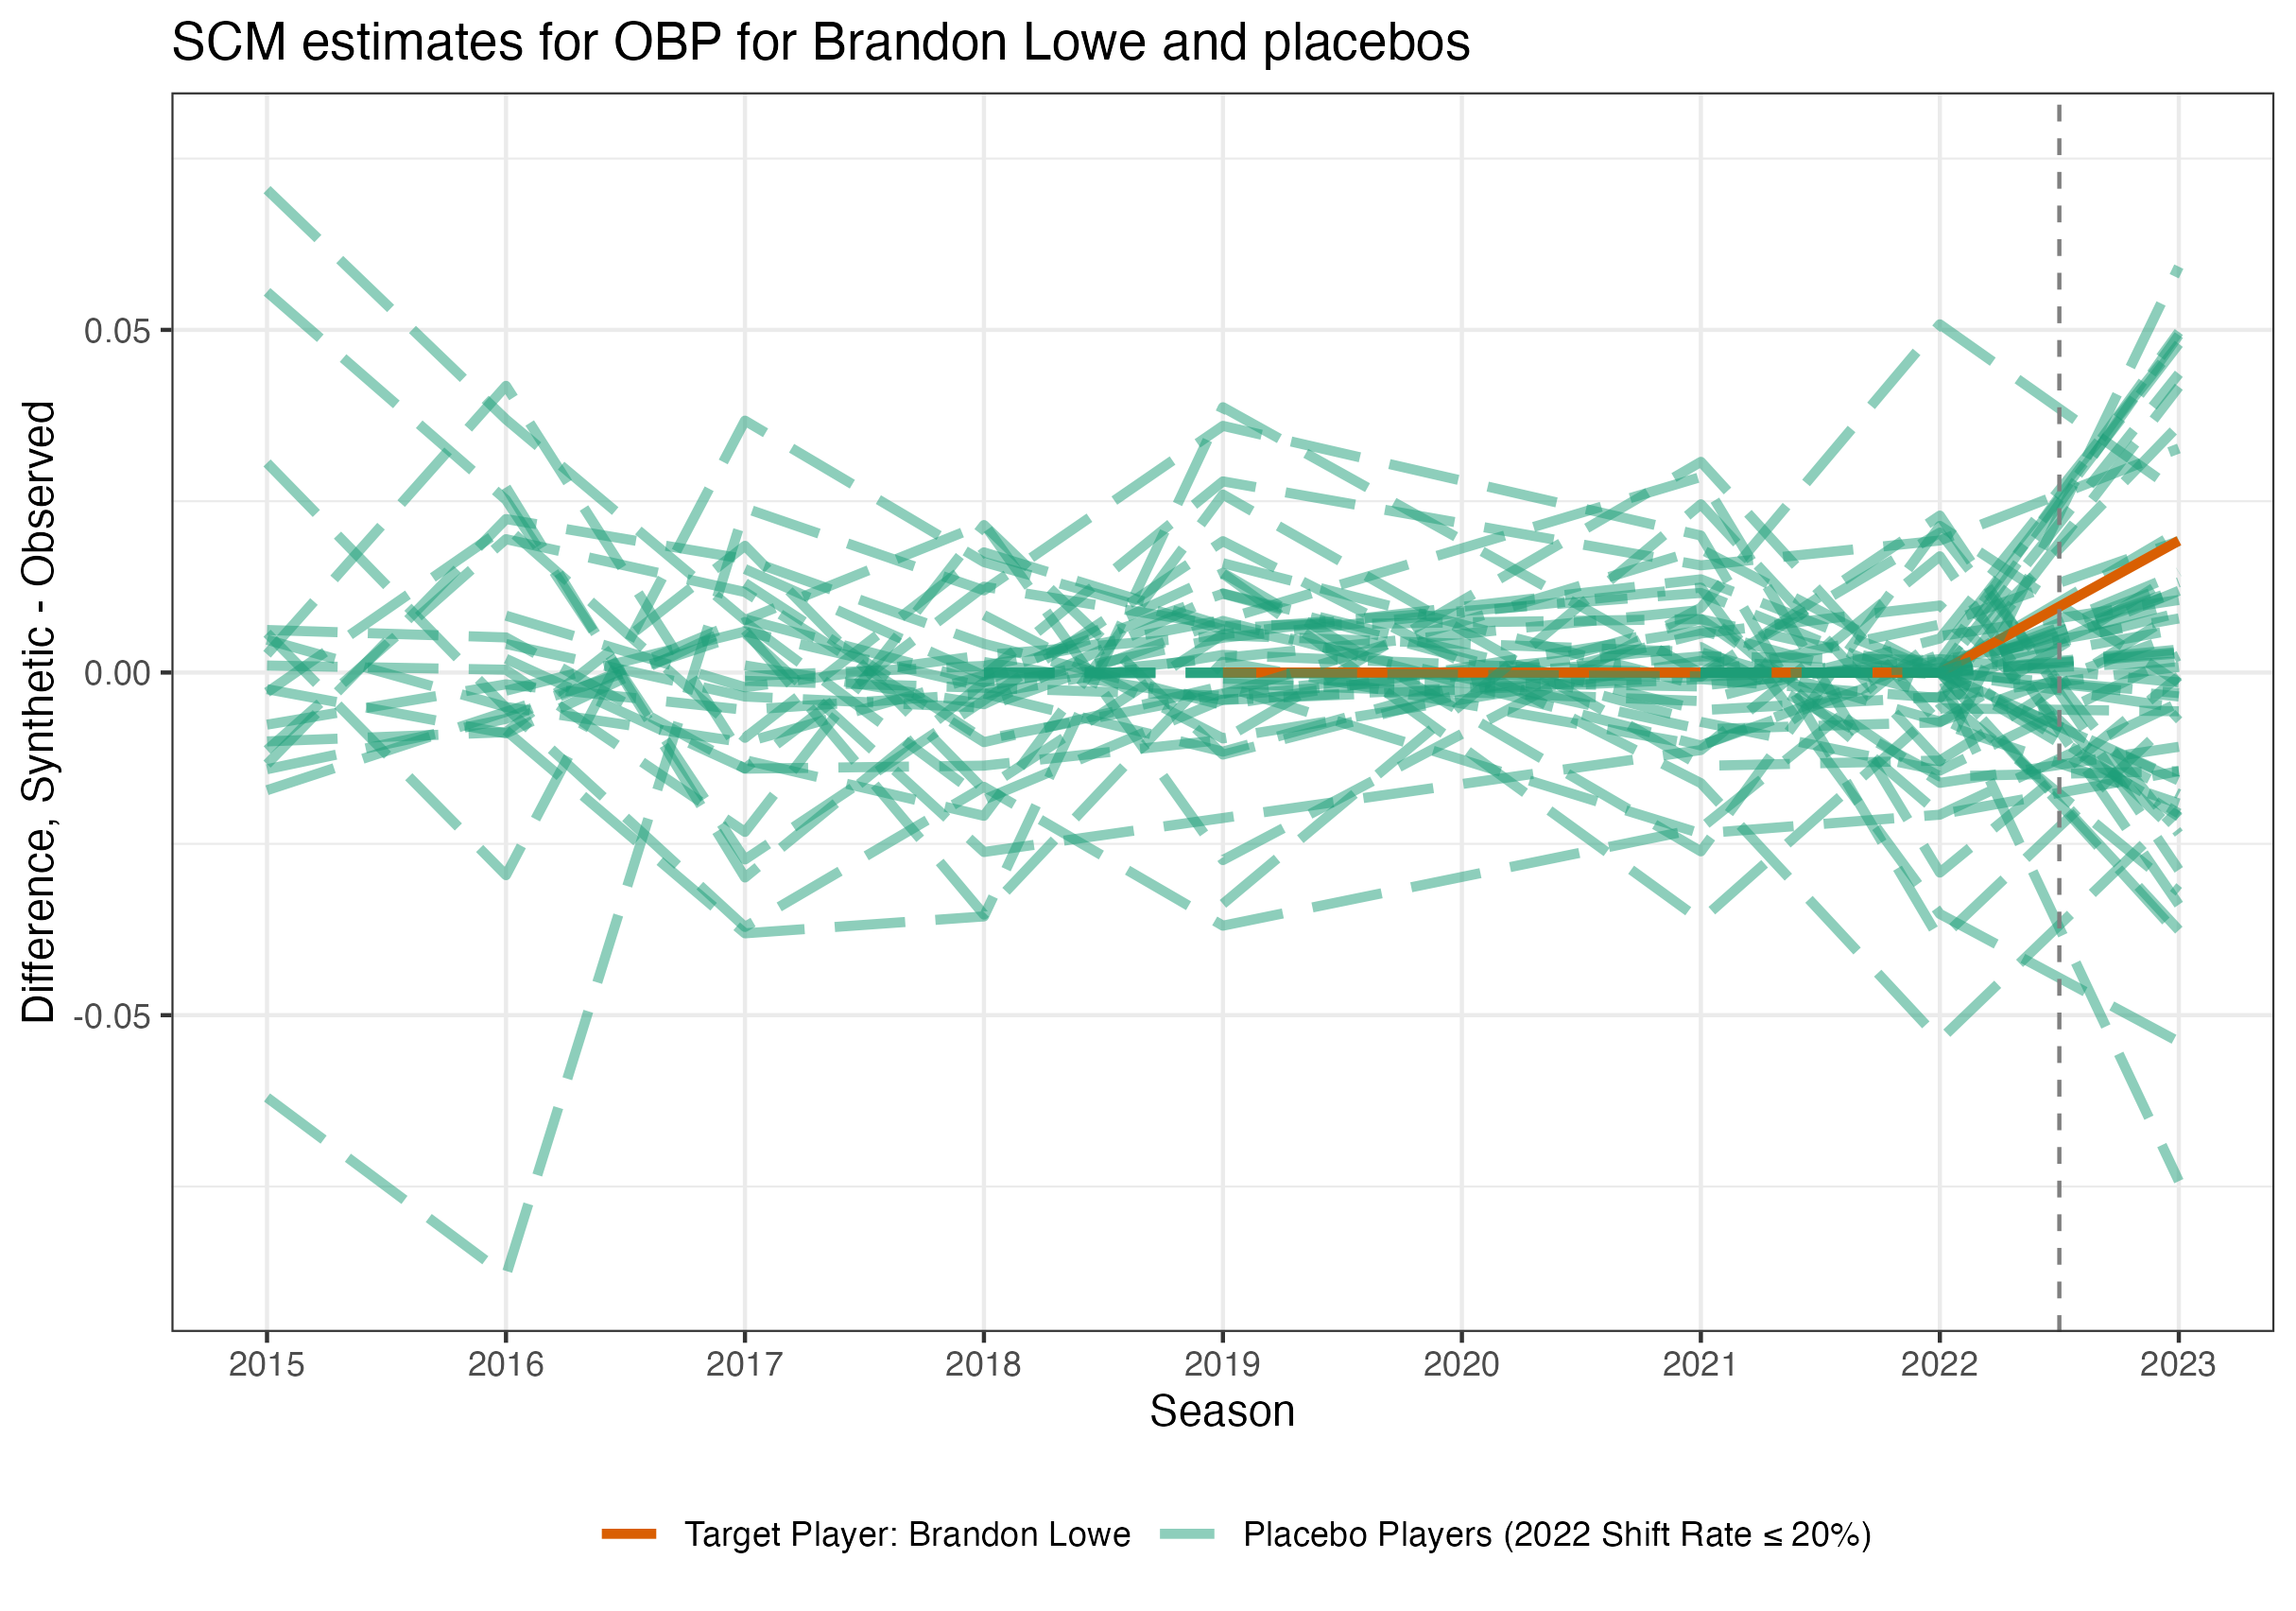 SCM estimates for OBP for Brandon Lowe and placebos
Difference, Synthetic - Observed
0.05
0.00
-0.05
2015 2016 2017 2018 2019 2020 2021 2022 2023
Season
Target Player: Brandon Lowe Placebo Players (2022 Shift Rate ≤ 20%)